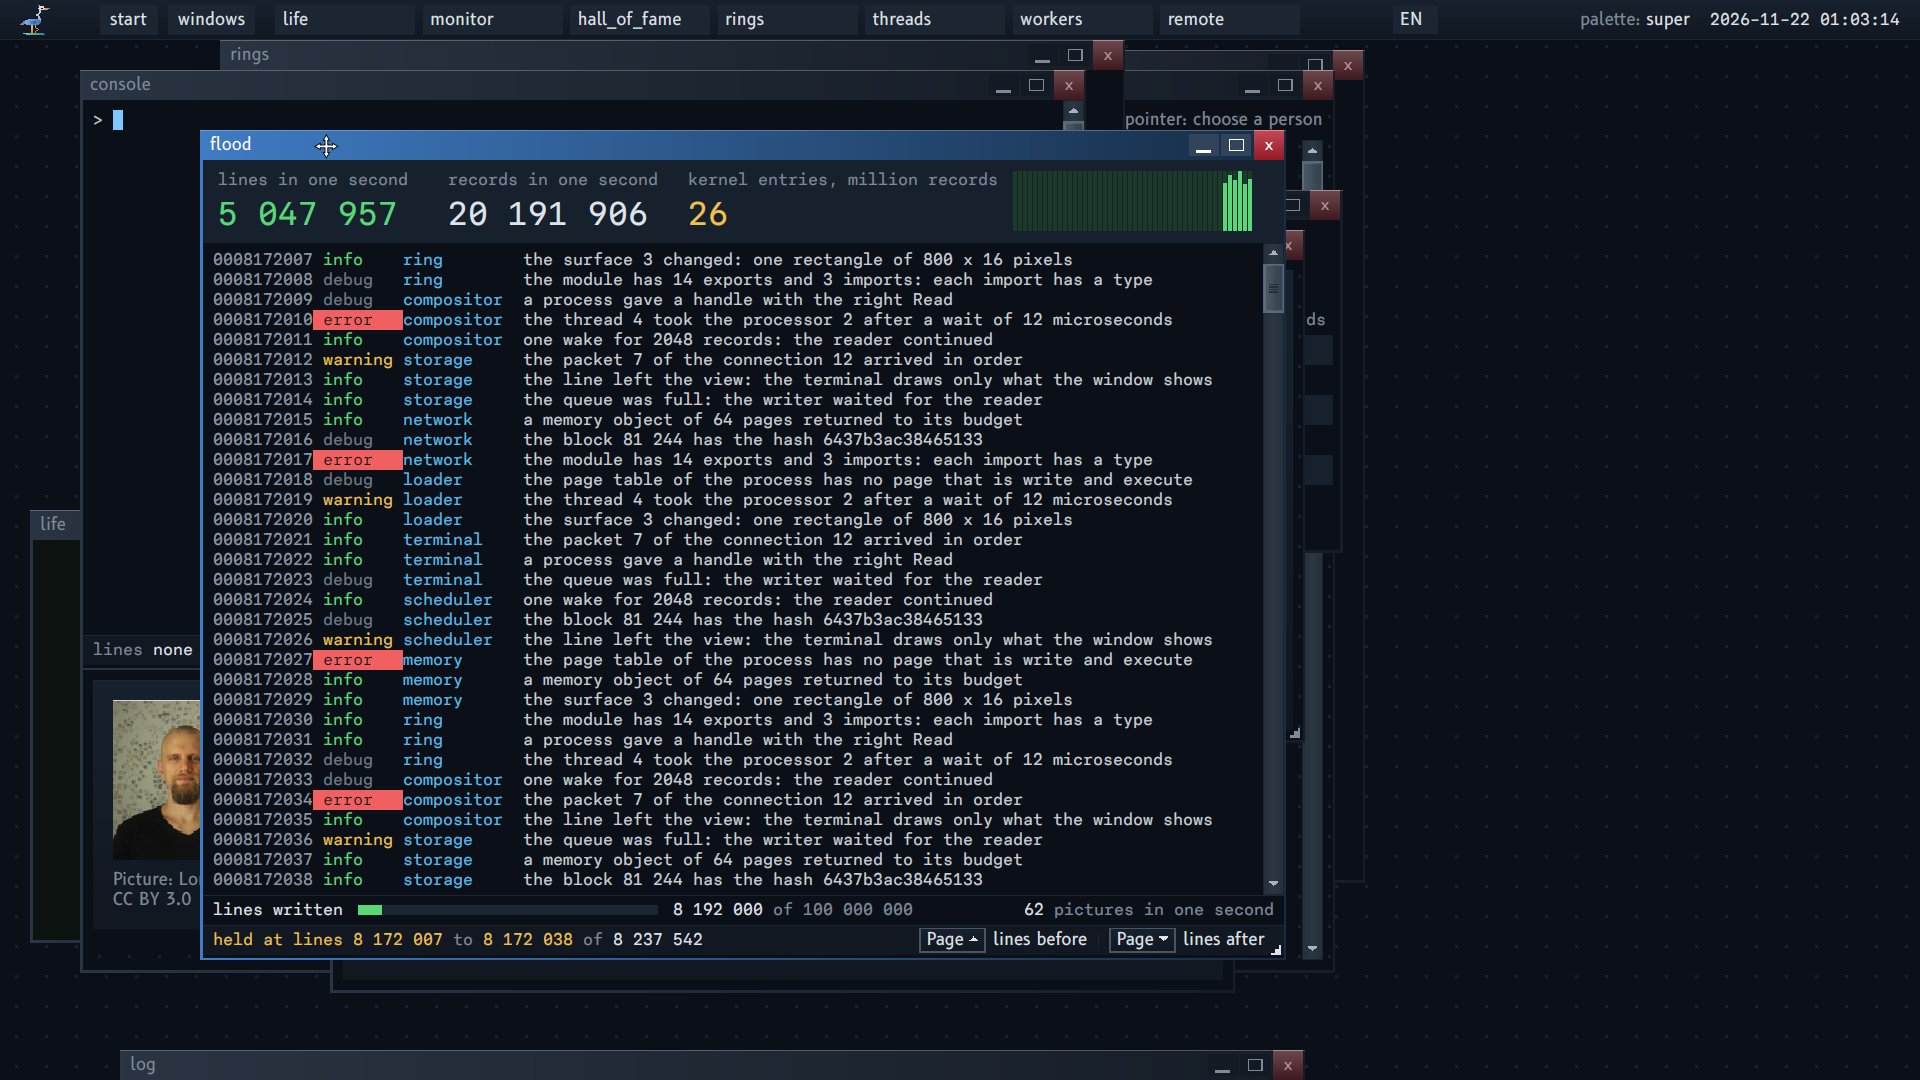 start windows life monitor hall_of_fame rings threads workers remote EN palette: super 2026-11-22 01:03:14
rings
x
x
console
x
x
>
pointer: choose a person
flood
x
lines in one second records in one second kernel entries, million records
5 047 957 20 191 906 26
x
x
0008172007 info ring the surface 3 changed: one rectangle of 800 x 16 pixels
0008172008 debug ring the module has 14 exports and 3 imports: each import has a type
0008172009 debug compositor a process gave a handle with the right Read
0008172010 error compositor the thread 4 took the processor 2 after a wait of 12 microseconds
ds
0008172011 info compositor one wake for 2048 records: the reader continued
0008172012 warning storage the packet 7 of the connection 12 arrived in order
0008172013 info storage the line left the view: the terminal draws only what the window shows
0008172014 info storage the queue was full: the writer waited for the reader
0008172015 info network a memory object of 64 pages returned to its budget
0008172016 debug network the block 81 244 has the hash 6437b3ac38465133
0008172017 error network the module has 14 exports and 3 imports: each import has a type
0008172018 debug loader the page table of the process has no page that is write and execute
0008172019 warning loader the thread 4 took the processor 2 after a wait of 12 microseconds
0008172020 info loader the surface 3 changed: one rectangle of 800 x 16 pixels
life
0008172021 info terminal the packet 7 of the connection 12 arrived in order
0008172022 info terminal a process gave a handle with the right Read
0008172023 debug terminal the queue was full: the writer waited for the reader
0008172024 info scheduler one wake for 2048 records: the reader continued
0008172025 debug scheduler the block 81 244 has the hash 6437b3ac38465133
0008172026 warning scheduler the line left the view: the terminal draws only what the window shows
lines none
0008172027 error memory the page table of the process has no page that is write and execute
0008172028 info memory a memory object of 64 pages returned to its budget
0008172029 info memory the surface 3 changed: one rectangle of 800 x 16 pixels
0008172030 info ring the module has 14 exports and 3 imports: each import has a type
0008172031 info ring a process gave a handle with the right Read
0008172032 debug ring the thread 4 took the processor 2 after a wait of 12 microseconds
0008172033 debug compositor one wake for 2048 records: the reader continued
0008172034 error compositor the packet 7 of the connection 12 arrived in order
0008172035 info compositor the line left the view: the terminal draws only what the window shows
0008172036 warning storage the queue was full: the writer waited for the reader
0008172037 info storage a memory object of 64 pages returned to its budget
0008172038 info storage the block 81 244 has the hash 6437b3ac38465133
Picture: Lo
CC BY 3.0
lines written 8 192 000 of 100 000 000 62 pictures in one second
held at lines 8 172 007 to 8 172 038 of 8 237 542 Page lines before Page lines after
log
x